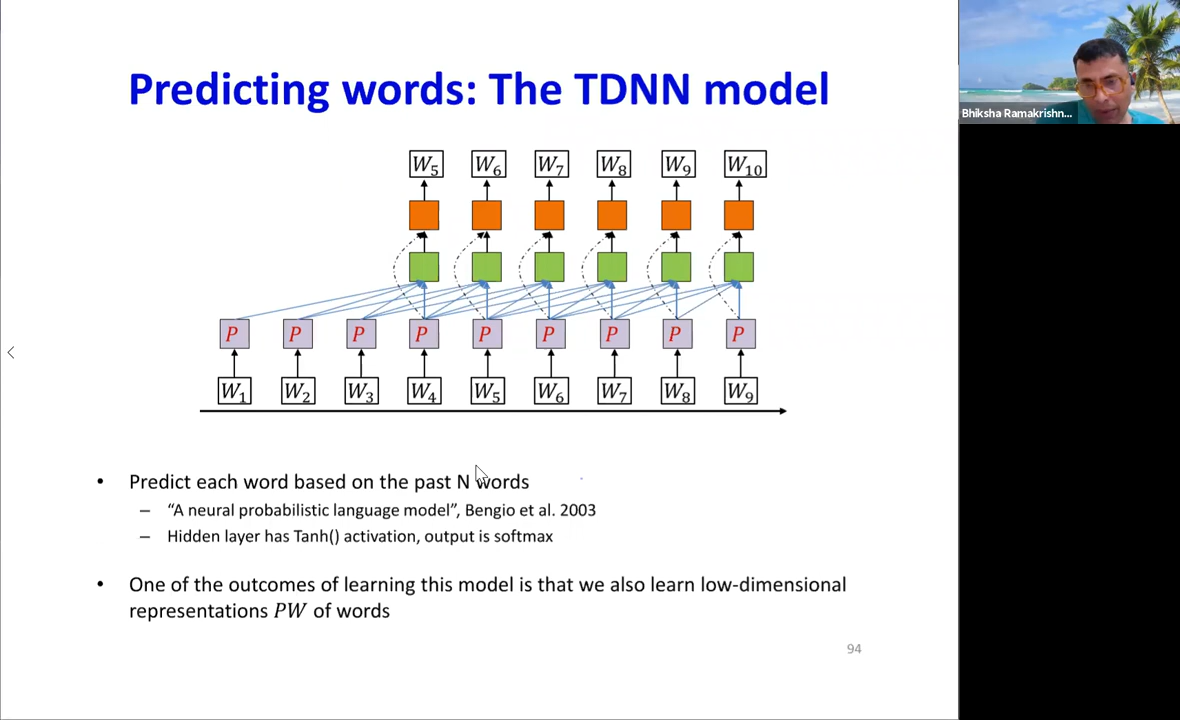 Predicting words: The TDNN model
Bhiksha Ramakrishn...
W5 W6 W7 W8 W9 W10
P P P P P P P P P
W1 W2 W3 W4 W5 W6 W7 W8 W9
• Predict each word based on the past N words
– “A neural probabilistic language model”, Bengio et al. 2003
– Hidden layer has Tanh() activation, output is softmax
• One of the outcomes of learning this model is that we also learn low-dimensional
representations PW of words
94